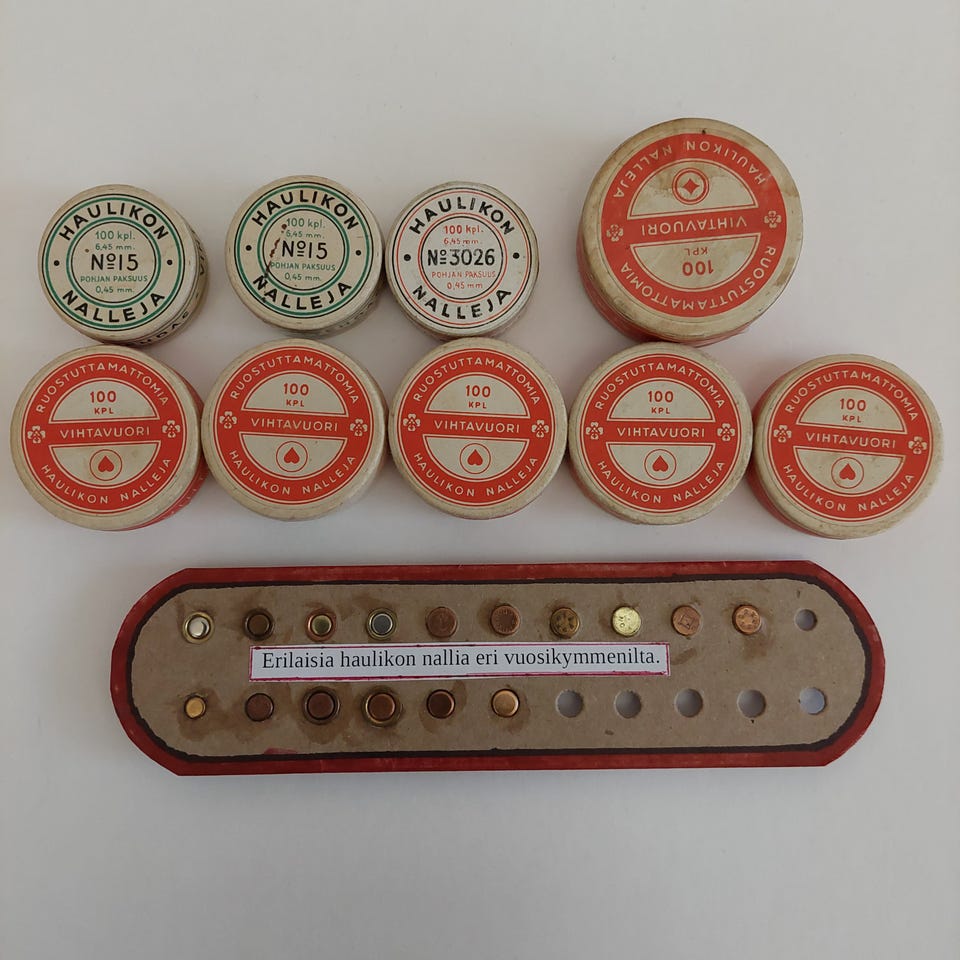 HAULIKON
100 kpl.
6,45 mm.
Nº15
POHJAN PAKSUUS
0,45 mm.
NALLEJA
HAULIKON
100 kpl.
6,45 mm.
Nº15
POHJAN PAKSUUS
0,45 mm.
NALLEJA
HAULIKON
100 kpl.
6,45 mm.
Nº3026
POHJAN PAKSUUS
0,45 mm
NALLEJA
RUOSTUTTAMATTOMIA
100
KPL
VIHTAVUORI
HAULIKON NALLEJA
RUOSTUTTAMATTOMIA
100
KPL
VIHTAVUORI
HAULIKON NALLEJA
RUOSTUTTAMATTOMIA
100
KPL
VIHTAVUORI
HAULIKON NALLEJA
RUOSTUTTAMATTOMIA
100
KPL
VIHTAVUORI
HAULIKON NALLEJA
RUOSTUTTAMATTOMIA
100
KPL
VIHTAVUORI
HAULIKON NALLEJA
RUOSTUTTAMATTOMIA
100
KPL
VIHTAVUORI
HAULIKON NALLEJA
Erilaisia haulikon nallia eri vuosikymmenilta.